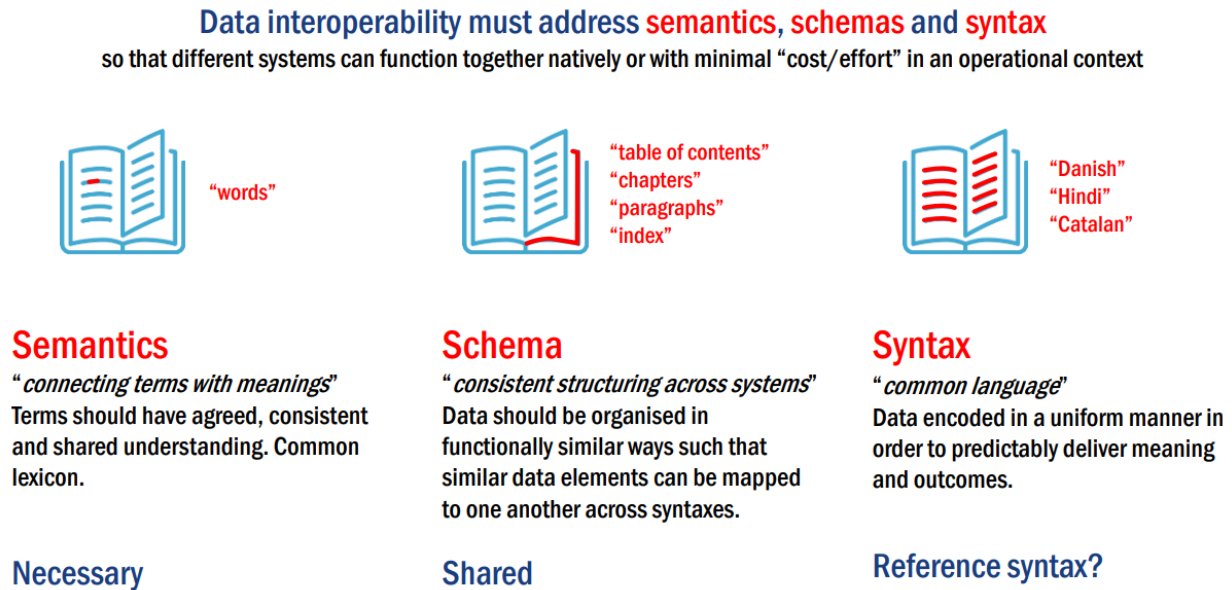 Data interoperability must address semantics, schemas and syntax
so that different systems can function together natively or with minimal “cost/effort” in an operational context
“words”
“table of contents”
“chapters”
“paragraphs”
“index”
“Danish”
“Hindi”
“Catalan”
Semantics
“connecting terms with meanings”
Terms should have agreed, consistent
and shared understanding. Common
lexicon.
Necessary
Schema
“consistent structuring across systems”
Data should be organised in
functionally similar ways such that
similar data elements can be mapped
to one another across syntaxes.
Shared
Syntax
“common language”
Data encoded in a uniform manner in
order to predictably deliver meaning
and outcomes.
Reference syntax?